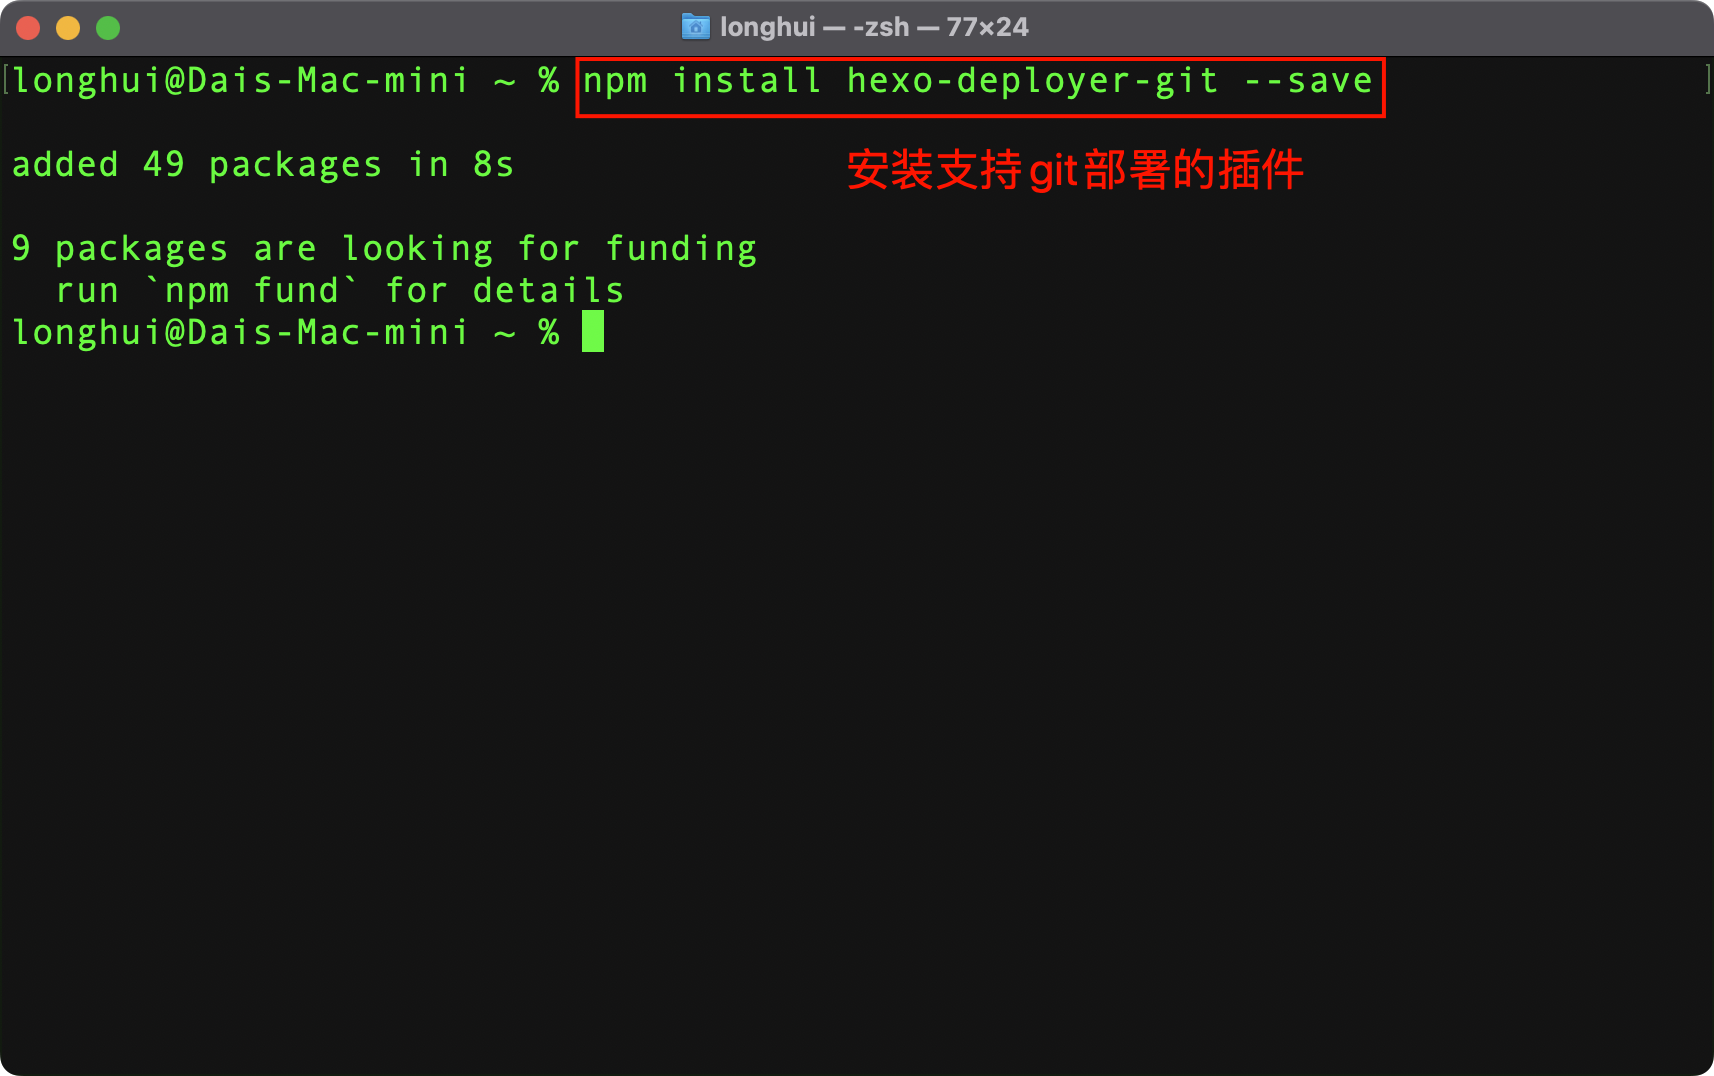 longhui — -zsh — 77×24
[longhui@Dais-Mac-mini ~ % npm install hexo-deployer-git --save ]
added 49 packages in 8s
安装支持git部署的插件
9 packages are looking for funding
  run `npm fund` for details
longhui@Dais-Mac-mini ~ %